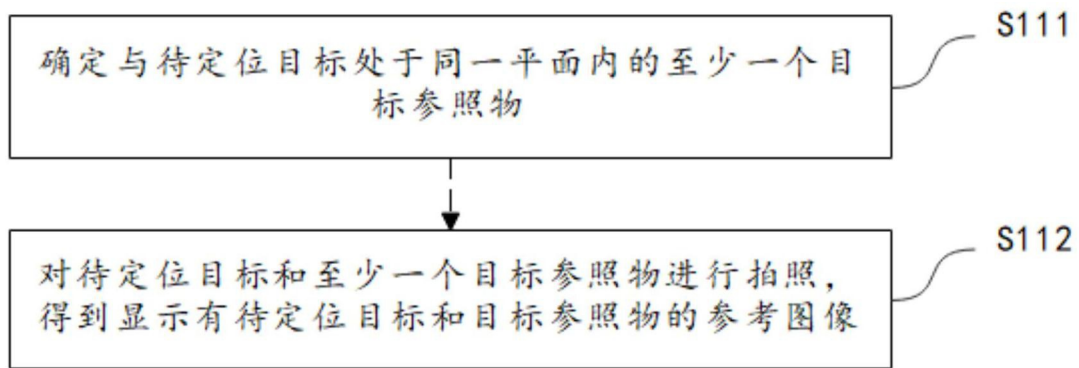 S111
确定与待定位目标处于同一平面内的至少一个目
标参照物
S112
对待定位目标和至少一个目标参照物进行拍照，
得到显示有待定位目标和目标参照物的参考图像